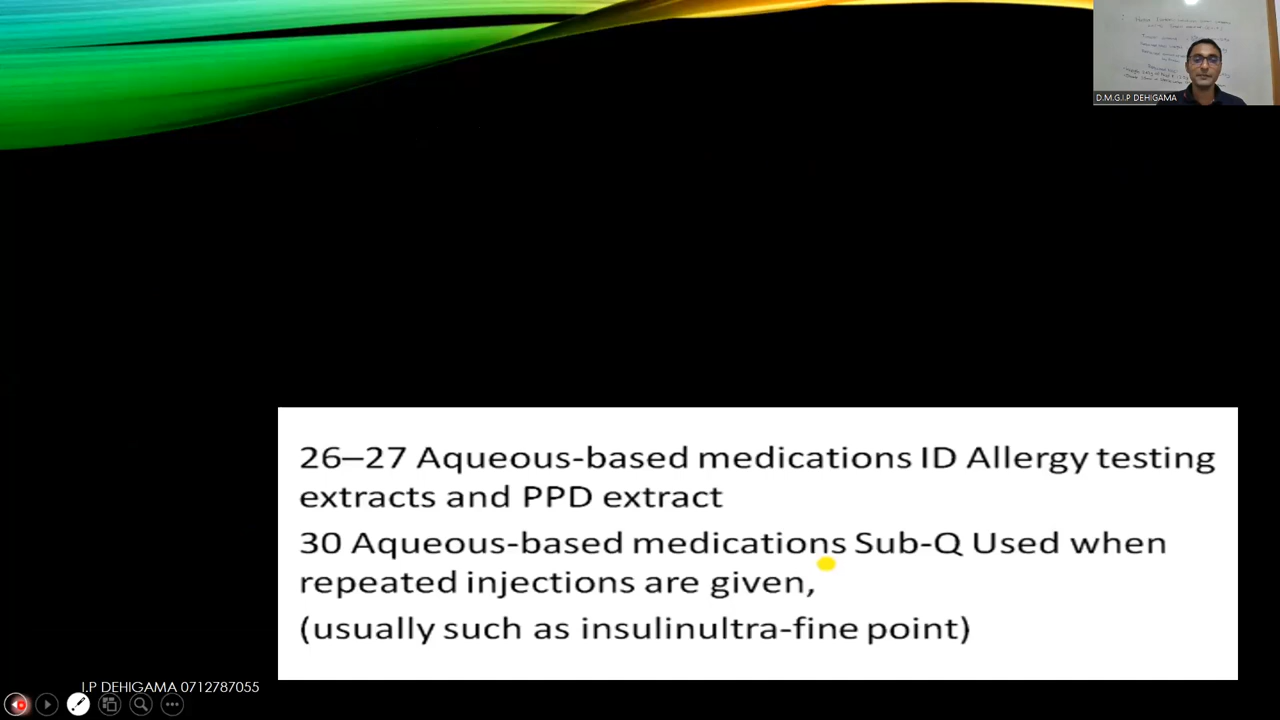 D.M.G.I.P DEHIGAMA
26–27 Aqueous-based medications ID Allergy testing
extracts and PPD extract
30 Aqueous-based medications Sub-Q Used when
repeated injections are given,
(usually such as insulinultra-fine point)
I.P DEHIGAMA 0712787055